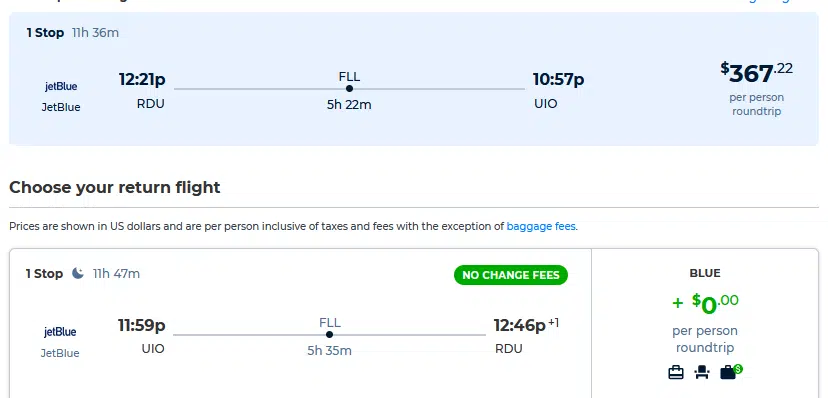 1 Stop 11h 36m
jetBlue
JetBlue
12:21p
RDU
FLL
5h 22m
10:57p
UIO
$367.22
per person
roundtrip
Choose your return flight
Prices are shown in US dollars and are per person inclusive of taxes and fees with the exception of baggage fees.
1 Stop 11h 47m
NO CHANGE FEES
jetBlue
JetBlue
11:59p
UIO
FLL
5h 35m
12:46p +1
RDU
BLUE
+ $0.00
per person
roundtrip
$